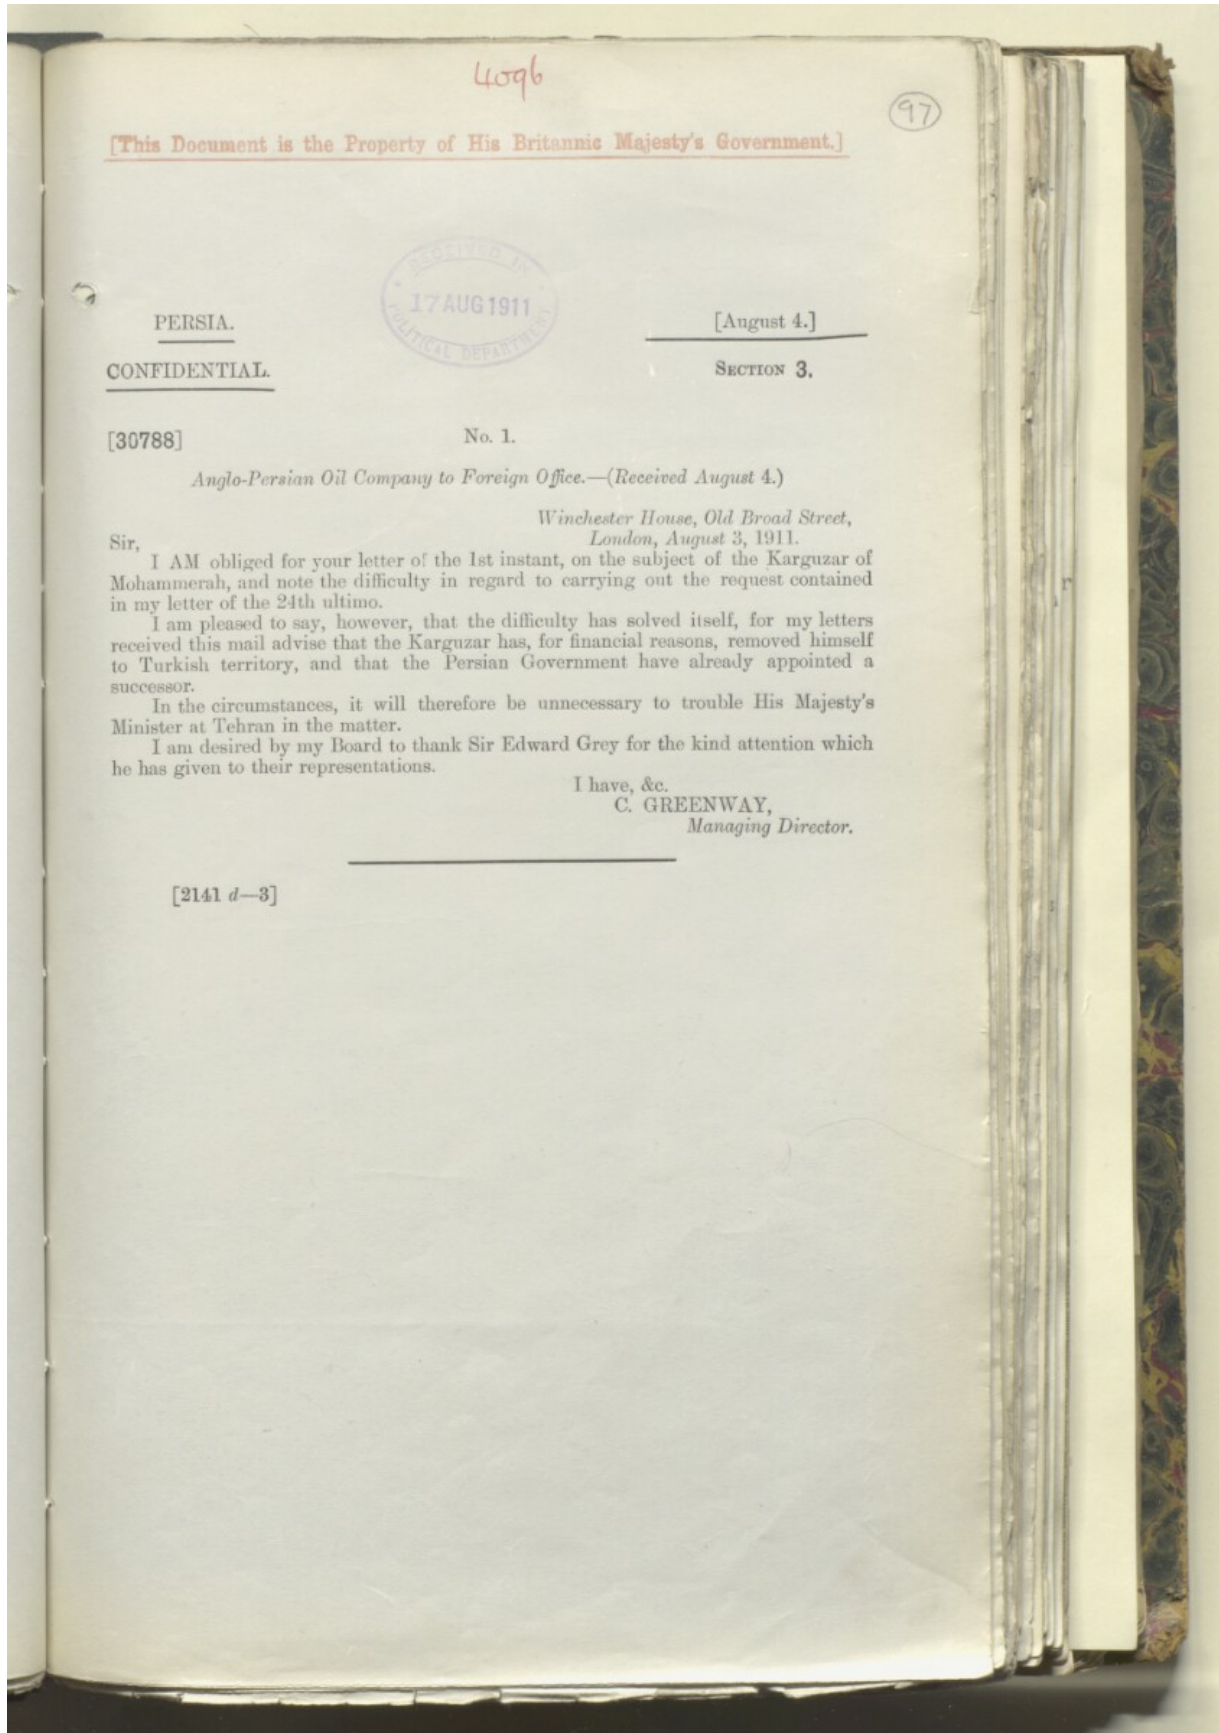 4096
97
[This Document is the Property of His Britannic Majesty's Government.]
RECEIVED IN
17 AUG 1911
POLITICAL DEPARTMENT
PERSIA.
[August 4.]
CONFIDENTIAL.
SECTION 3.
[30788]
No. 1.
Anglo-Persian Oil Company to Foreign Office.—(Received August 4.)
Winchester House, Old Broad Street,
London, August 3, 1911.
Sir,
I AM obliged for your letter of the 1st instant, on the subject of the Karguzar of
Mohammerah, and note the difficulty in regard to carrying out the request contained
in my letter of the 24th ultimo.
I am pleased to say, however, that the difficulty has solved itself, for my letters
received this mail advise that the Karguzar has, for financial reasons, removed himself
to Turkish territory, and that the Persian Government have already appointed a
successor.
In the circumstances, it will therefore be unnecessary to trouble His Majesty's
Minister at Tehran in the matter.
I am desired by my Board to thank Sir Edward Grey for the kind attention which
he has given to their representations.
I have, &c.
C. GREENWAY,
Managing Director.
[2141 d—3]